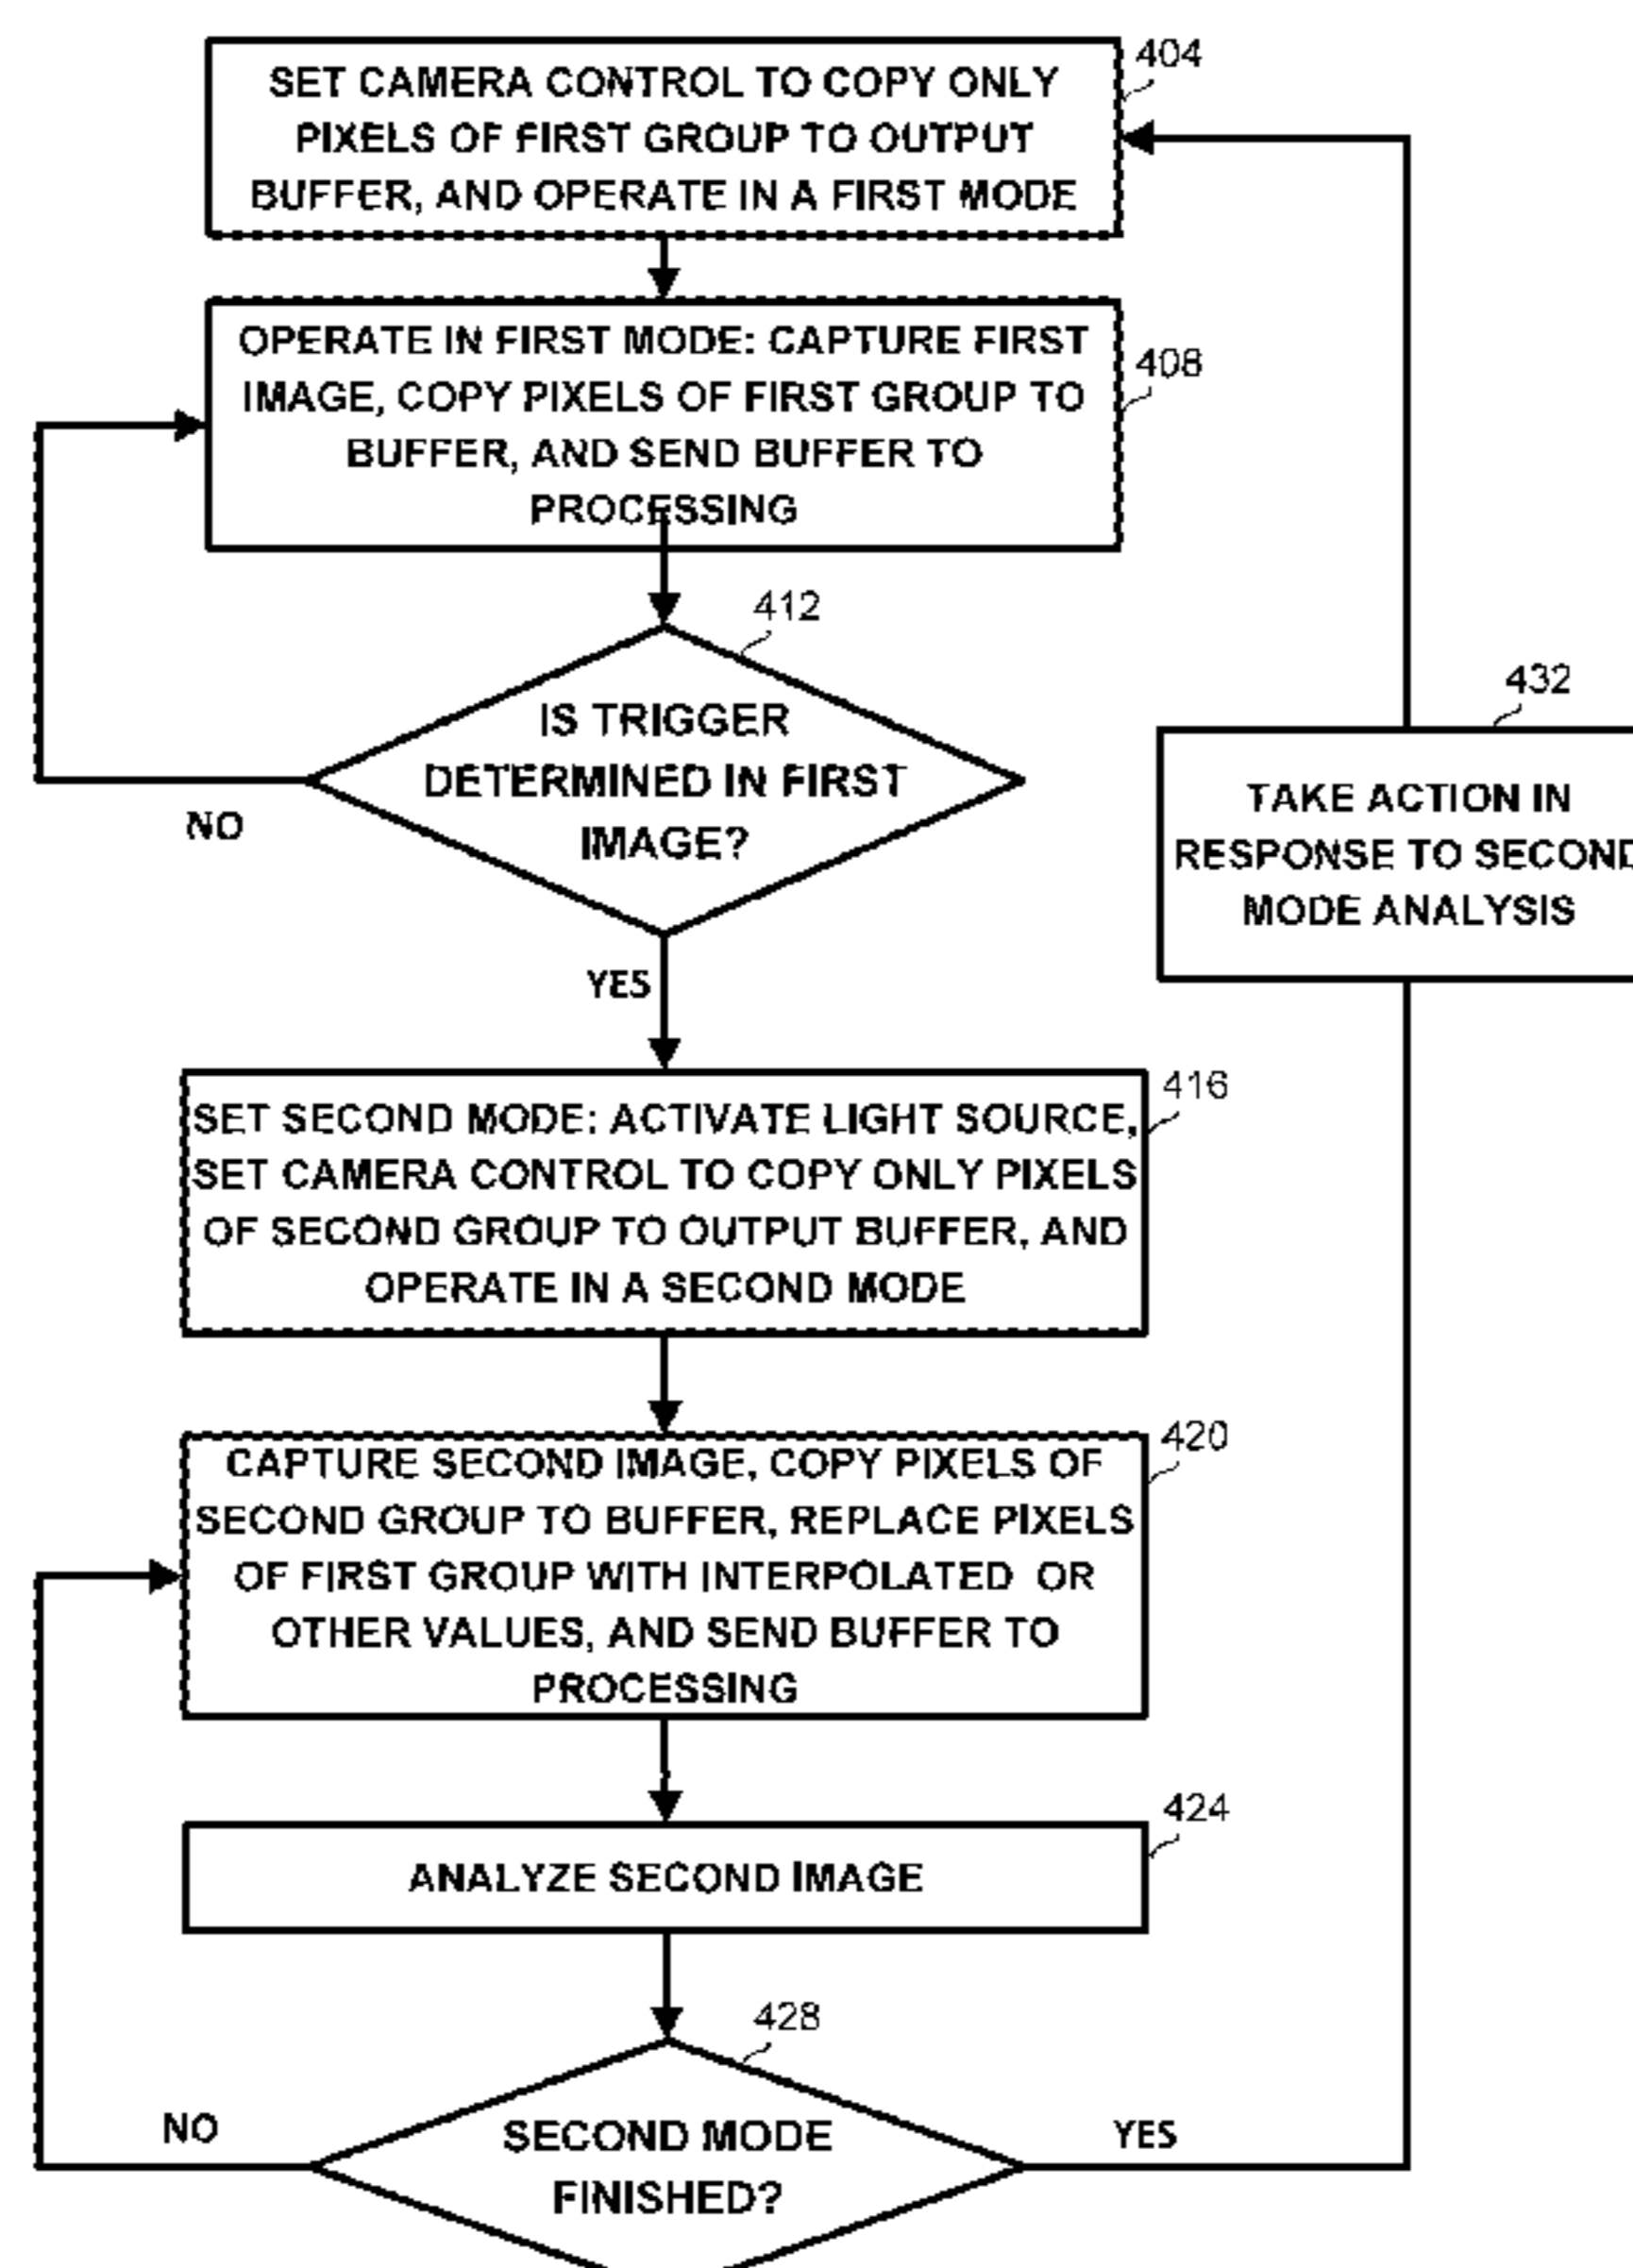 404
SET CAMERA CONTROL TO COPY ONLY
PIXELS OF FIRST GROUP TO OUTPUT
BUFFER, AND OPERATE IN A FIRST MODE
408
OPERATE IN FIRST MODE: CAPTURE FIRST
IMAGE, COPY PIXELS OF FIRST GROUP TO
BUFFER, AND SEND BUFFER TO
PROCESSING
412
IS TRIGGER
DETERMINED IN FIRST
IMAGE?
NO
YES
432
TAKE ACTION IN
RESPONSE TO SECOND
MODE ANALYSIS
416
SET SECOND MODE: ACTIVATE LIGHT SOURCE,
SET CAMERA CONTROL TO COPY ONLY PIXELS
OF SECOND GROUP TO OUTPUT BUFFER, AND
OPERATE IN A SECOND MODE
420
CAPTURE SECOND IMAGE, COPY PIXELS OF
SECOND GROUP TO BUFFER, REPLACE PIXELS
OF FIRST GROUP WITH INTERPOLATED OR
OTHER VALUES, AND SEND BUFFER TO
PROCESSING
424
ANALYZE SECOND IMAGE
428
SECOND MODE
FINISHED?
NO
YES